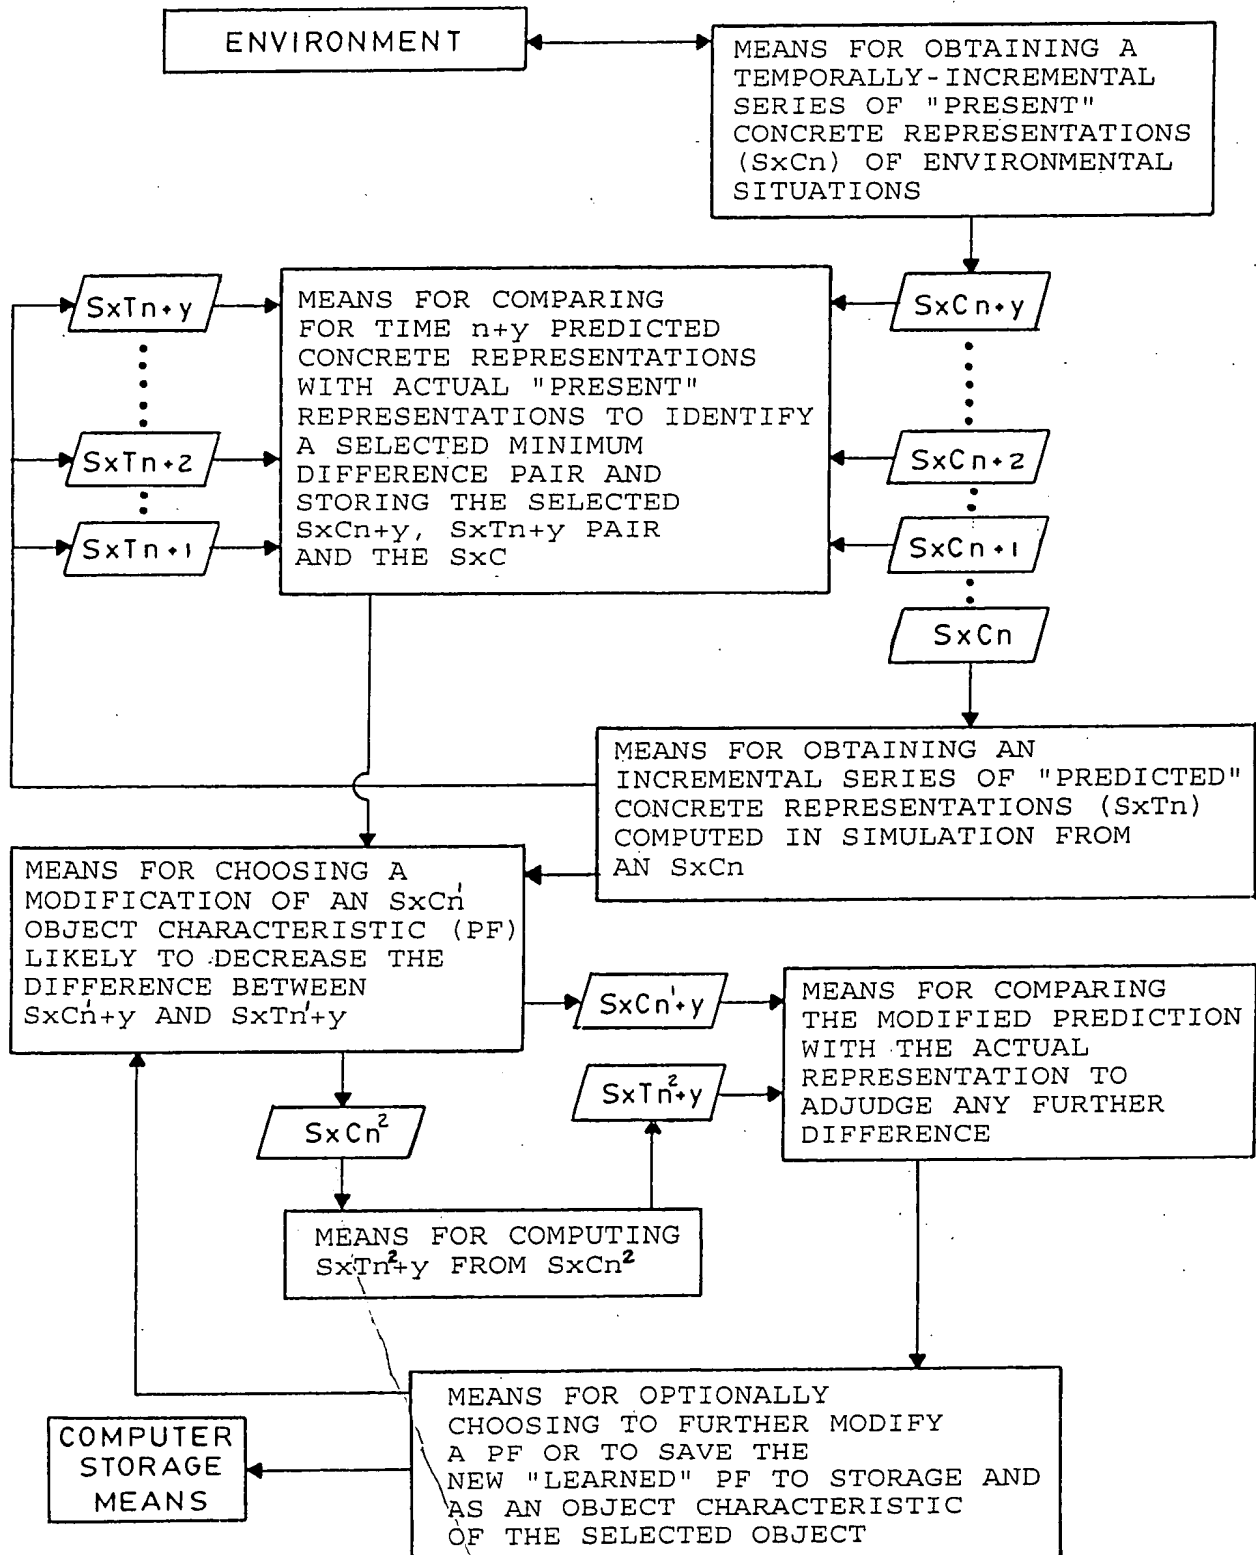 ENVIRONMENT
MEANS FOR OBTAINING A
TEMPORALLY-INCREMENTAL
SERIES OF "PRESENT"
CONCRETE REPRESENTATIONS
(SxCn) OF ENVIRONMENTAL
SITUATIONS
SxTn+y
SxTn+2
SxTn+1
MEANS FOR COMPARING
FOR TIME n+y PREDICTED
CONCRETE REPRESENTATIONS
WITH ACTUAL "PRESENT"
REPRESENTATIONS TO IDENTIFY
A SELECTED MINIMUM
DIFFERENCE PAIR AND
STORING THE SELECTED
SxCn+y, SxTn+y PAIR
AND THE SxC
SxCn+y
SxCn+2
SxCn+1
SxCn
MEANS FOR OBTAINING AN
INCREMENTAL SERIES OF "PREDICTED"
CONCRETE REPRESENTATIONS (SxTn)
COMPUTED IN SIMULATION FROM
AN SxCn
MEANS FOR CHOOSING A
MODIFICATION OF AN SxCn'
OBJECT CHARACTERISTIC (PF)
LIKELY TO DECREASE THE
DIFFERENCE BETWEEN
SxCn'+y AND SxTn'+y
SxCn'+y
SxTn²+y
MEANS FOR COMPARING
THE MODIFIED PREDICTION
WITH THE ACTUAL
REPRESENTATION TO
ADJUDGE ANY FURTHER
DIFFERENCE
SxCn²
MEANS FOR COMPUTING
SxTn²+y FROM SxCn²
MEANS FOR OPTIONALLY
CHOOSING TO FURTHER MODIFY
A PF OR TO SAVE THE
NEW "LEARNED" PF TO STORAGE AND
AS AN OBJECT CHARACTERISTIC
OF THE SELECTED OBJECT
COMPUTER
STORAGE
MEANS